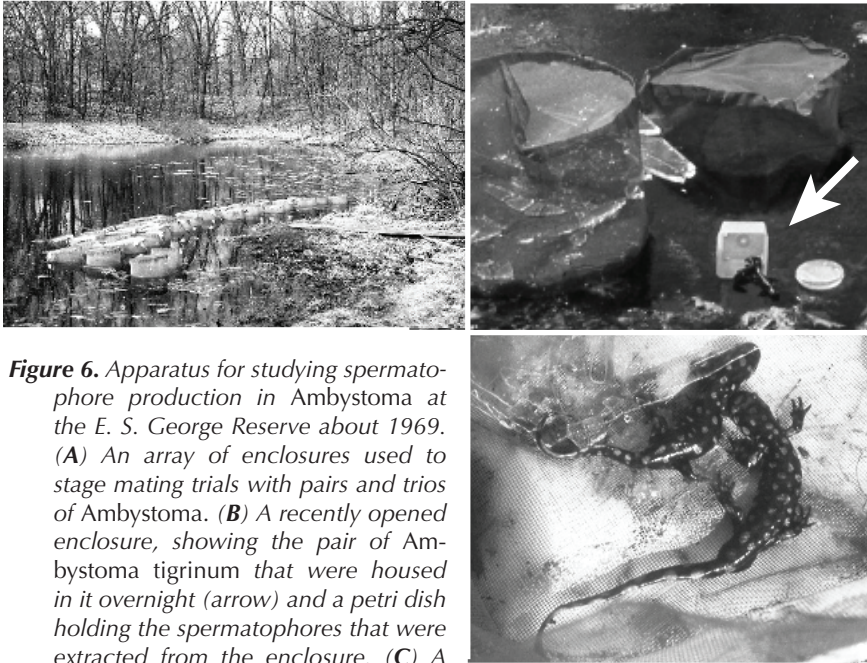 Figure 6. Apparatus for studying spermato-
phore production in Ambystoma at
the E. S. George Reserve about 1969.
(A) An array of enclosures used to
stage mating trials with pairs and trios
of Ambystoma. (B) A recently opened
enclosure, showing the pair of Am-
bystoma tigrinum that were housed
in it overnight (arrow) and a petri dish
holding the spermatophores that were
extracted from the enclosure. (C) A